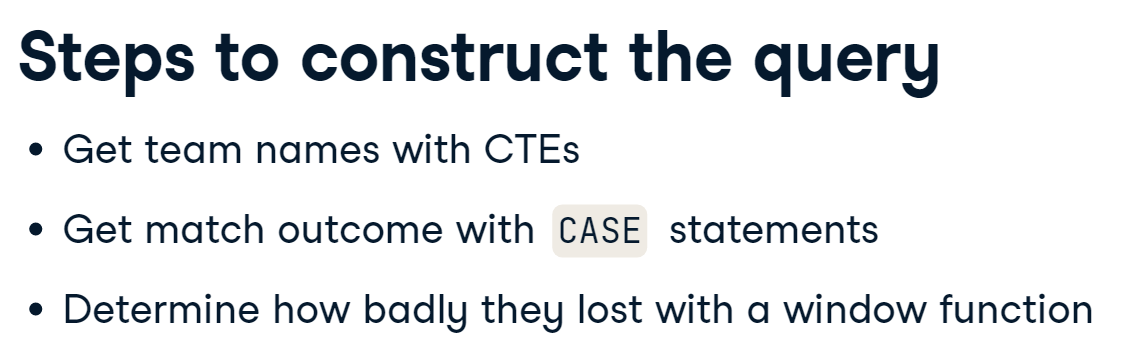 Steps to construct the query
• Get team names with CTEs
• Get match outcome with CASE statements
• Determine how badly they lost with a window function